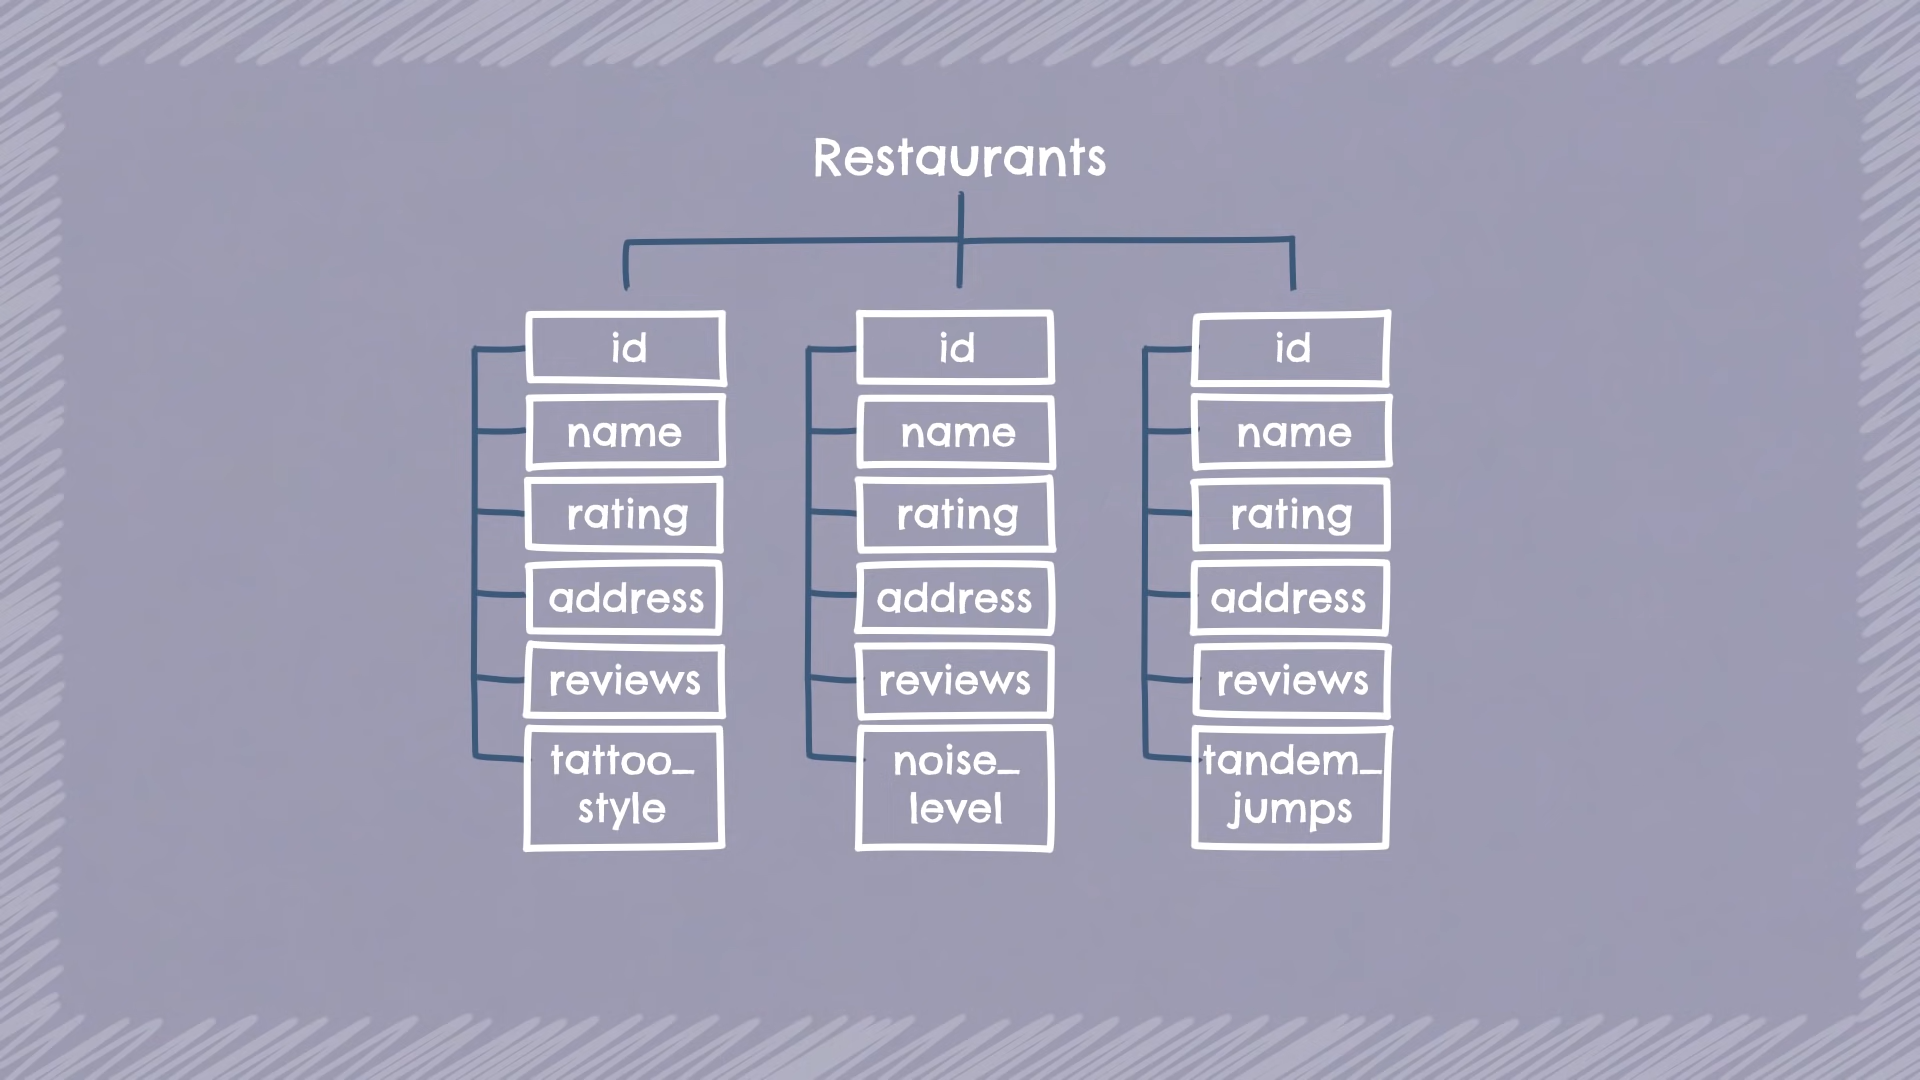 Restaurants
id
name
rating
address
reviews
tattoo_
style
id
name
rating
address
reviews
noise_
level
id
name
rating
address
reviews
tandem_
jumps